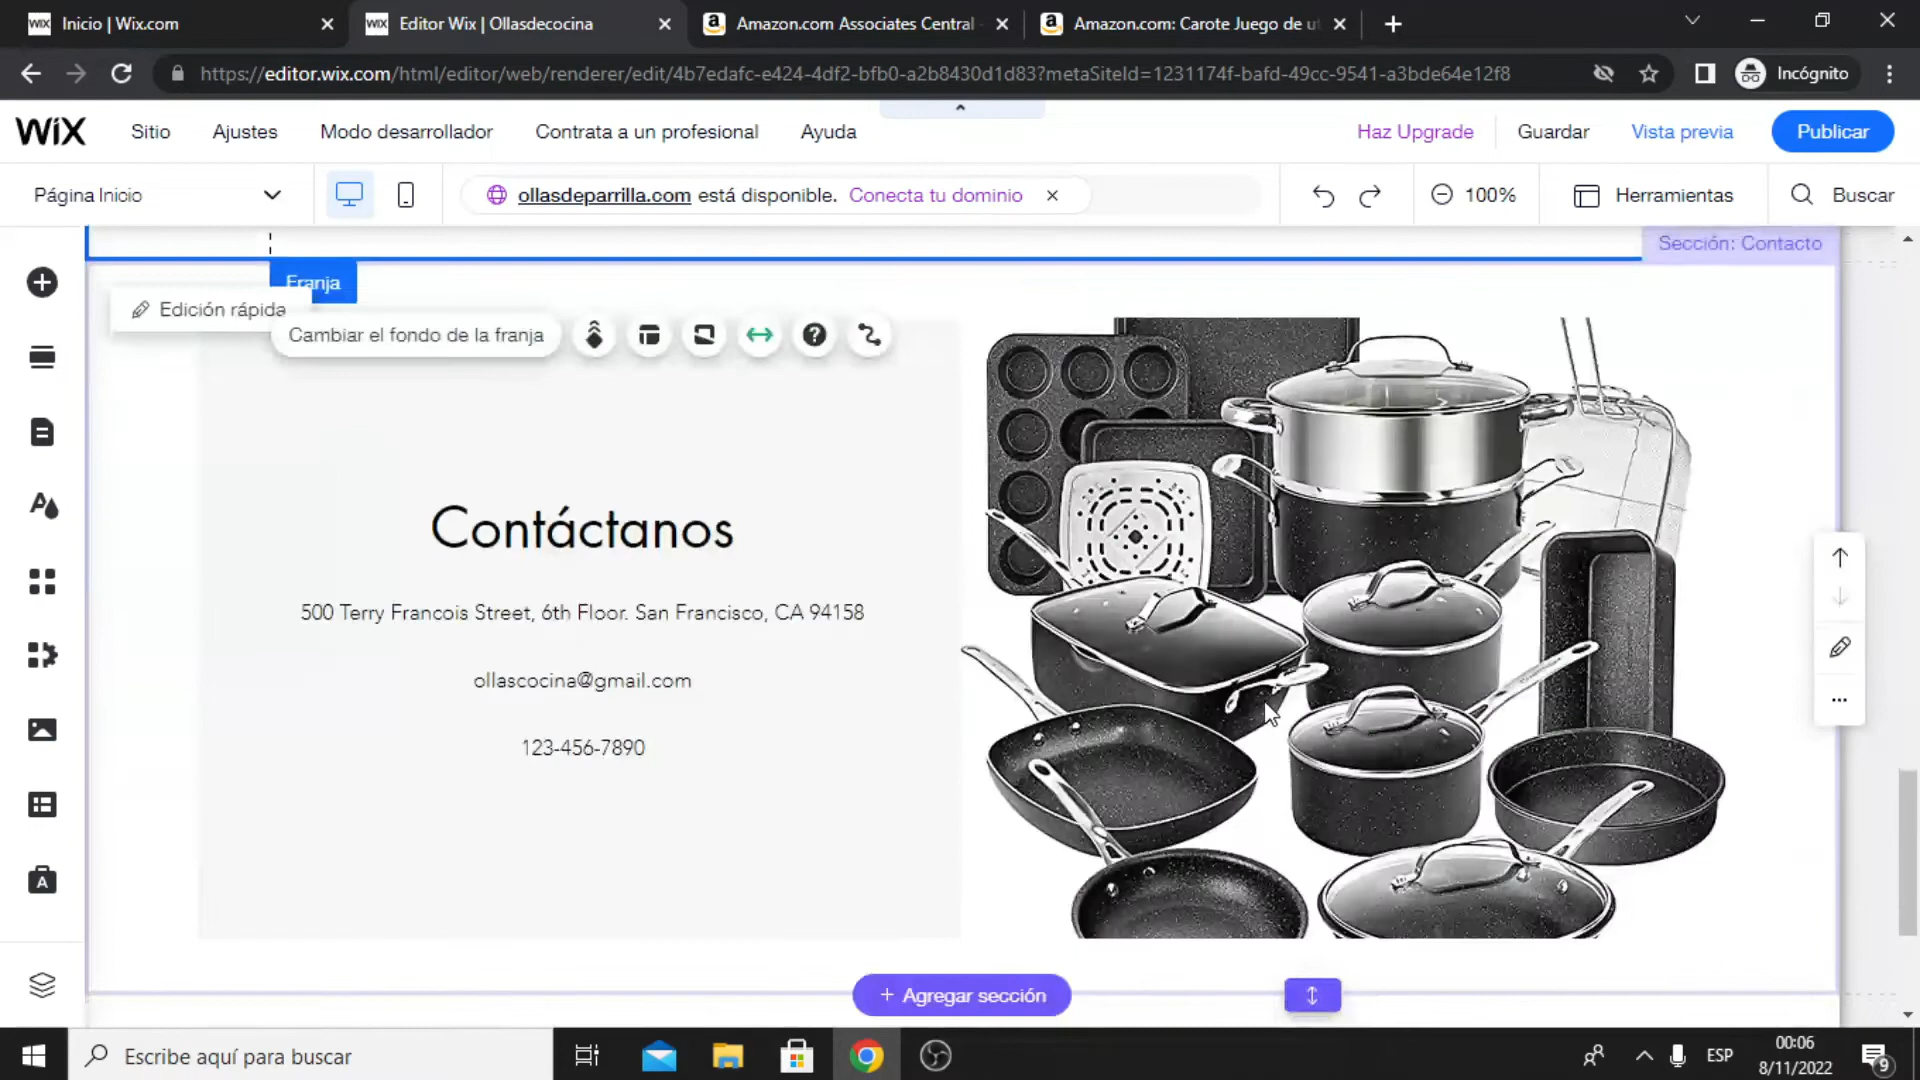 Inicio | Wix.com
Editor Wix | Ollasdecocina
Amazon.com Associates Central -
Amazon.com: Carote Juego de ut
https://editor.wix.com/html/editor/web/renderer/edit/4b7edafc-e424-4df2-bfb0-a2b8430d1d83?metaSiteId=1231174f-bafd-49cc-9541-a3bde64e12f8
Incógnito
WiX
Sitio
Ajustes
Modo desarrollador
Contrata a un profesional
Ayuda
Haz Upgrade
Guardar
Vista previa
Publicar
Página Inicio
ollasdeparrilla.com está disponible. Conecta tu dominio
100%
Herramientas
Buscar
Sección: Contacto
Franja
Edición rápida
Cambiar el fondo de la franja
Contáctanos
500 Terry Francois Street, 6th Floor. San Francisco, CA 94158
ollascocina@gmail.com
123-456-7890
+ Agregar sección
Escribe aquí para buscar
ESP
00:06
8/11/2022
9